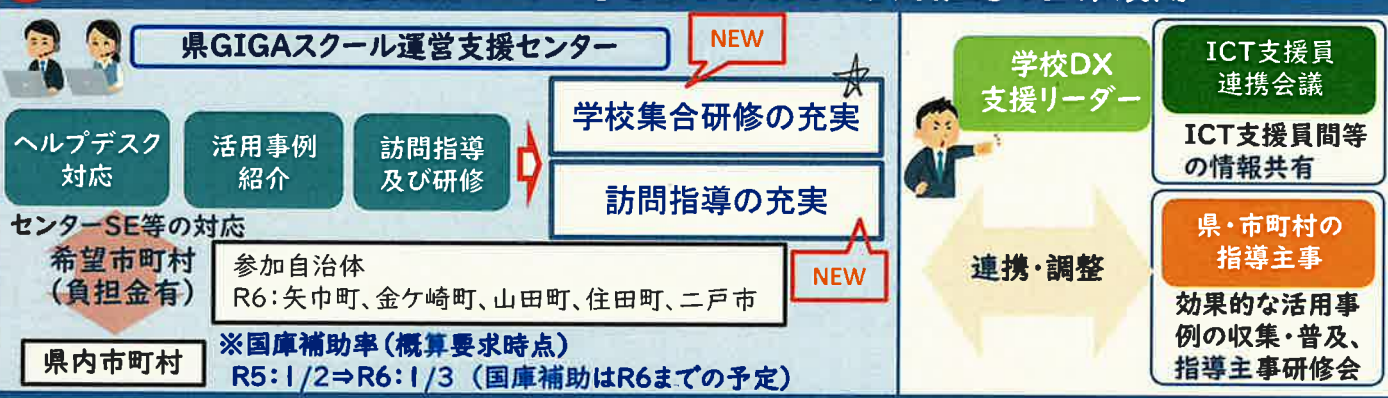 県GIGAスクール運営支援センター
NEW
ヘルプデスク
対応
活用事例
紹介
訪問指導
及び研修
学校集合研修の充実
訪問指導の充実
NEW
センターSE等の対応
希望市町村
(負担金有)
参加自治体
R6:矢巾町、金ケ崎町、山田町、住田町、二戸市
県内市町村
※国庫補助率(概算要求時点)
R5:1/2⇒R6:1/3 (国庫補助はR6までの予定)
学校DX
支援リーダー
連携・調整
ICT支援員
連携会議
ICT支援員間等
の情報共有
県・市町村の
指導主事
効果的な活用事
例の収集・普及、
指導主事研修会